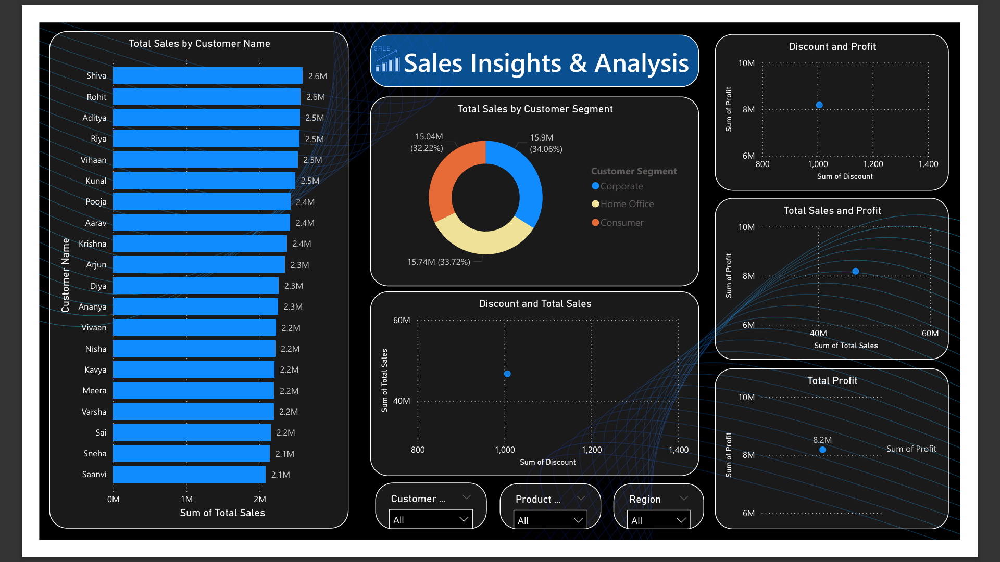 Total Sales by Customer Name
Shiva 2.6M
Rohit 2.6M
Aditya 2.5M
Riya 2.5M
Vihaan 2.5M
Kunal 2.5M
Pooja 2.4M
Aarav 2.4M
Krishna 2.4M
Arjun 2.3M
Diya 2.3M
Ananya 2.3M
Vivaan 2.2M
Nisha 2.2M
Kavya 2.2M
Meera 2.2M
Varsha 2.2M
Sai 2.2M
Sneha 2.1M
Saanvi 2.1M
Customer Name
0M 1M 2M
Sum of Total Sales
SALE
Sales Insights & Analysis
Total Sales by Customer Segment
15.04M
(32.22%)
15.9M
(34.06%)
15.74M (33.72%)
Customer Segment
Corporate
Home Office
Consumer
Discount and Total Sales
60M
40M
Sum of Total Sales
800 1,000 1,200 1,400
Sum of Discount
Customer ...
All
Product ...
All
Region
All
Discount and Profit
10M
8M
6M
Sum of Profit
800 1,000 1,200 1,400
Sum of Discount
Total Sales and Profit
10M
8M
6M
Sum of Profit
40M 60M
Sum of Total Sales
Total Profit
10M
8M
6M
Sum of Profit
8.2M
Sum of Profit